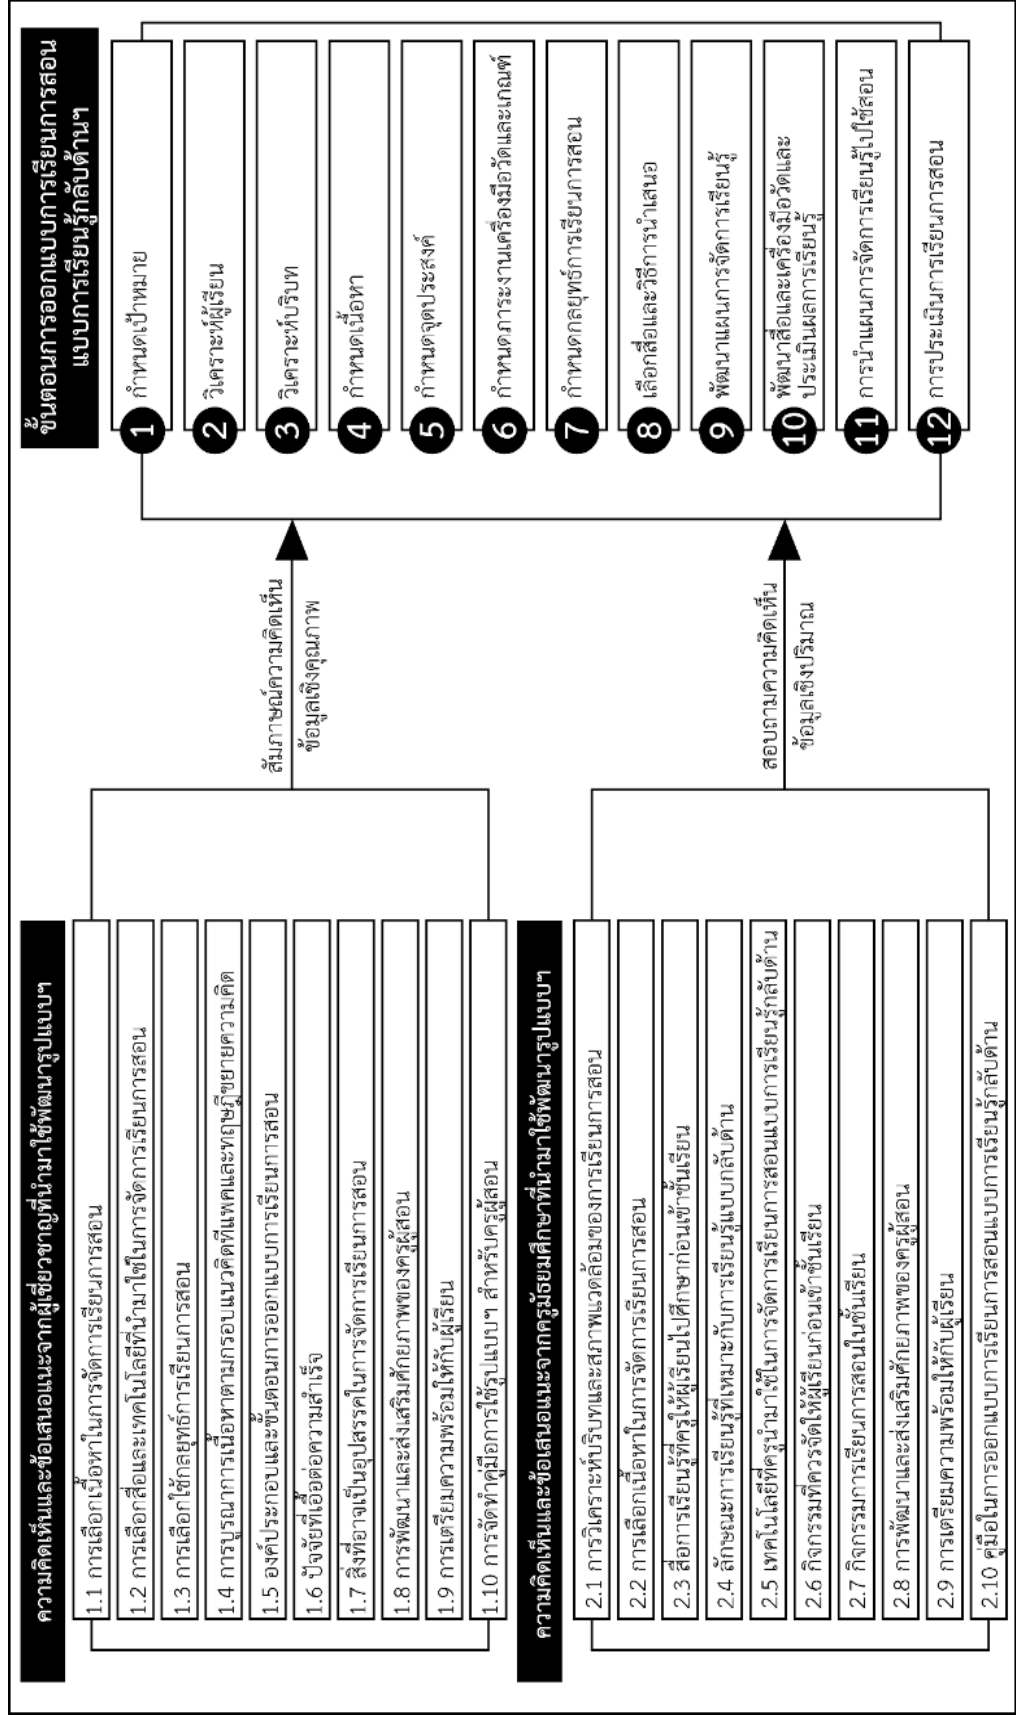 ความคิดเห็นและข้อเสนอแนะจากผู้เชี่ยวชาญที่นำมาใช้พัฒนารูปแบบฯ
1.1 การเลือกเนื้อหาในการจัดการเรียนการสอน
1.2 การเลือกสื่อและเทคโนโลยีที่นำมาใช้ในการจัดการเรียนการสอน
1.3 การเลือกใช้กลยุทธ์การเรียนการสอน
1.4 การบูรณาการเนื้อหาตามกรอบแนวคิดทีแพคและทฤษฎีขยายความคิด
1.5 องค์ประกอบและขั้นตอนการออกแบบการเรียนการสอน
1.6 ปัจจัยที่เอื้อต่อความสำเร็จ
1.7 สิ่งที่อาจเป็นอุปสรรคในการจัดการเรียนการสอน
1.8 การพัฒนาและส่งเสริมศักยภาพของครูผู้สอน
1.9 การเตรียมความพร้อมให้กับผู้เรียน
1.10 การจัดทำคู่มือการใช้รูปแบบฯ สำหรับครูผู้สอน
ความคิดเห็นและข้อเสนอแนะจากครูมัธยมศึกษาที่นำมาใช้พัฒนารูปแบบฯ
2.1 การวิเคราะห์บริบทและสภาพแวดล้อมของการเรียนการสอน
2.2 การเลือกเนื้อหาในการจัดการเรียนการสอน
2.3 สื่อการเรียนรู้ที่ครูให้ผู้เรียนไปศึกษาก่อนเข้าชั้นเรียน
2.4 ลักษณะการเรียนรู้ที่เหมาะกับการเรียนรู้แบบกลับด้าน
2.5 เทคโนโลยีที่ครูนำมาใช้ในการจัดการเรียนการสอนแบบการเรียนรู้กลับด้าน
2.6 กิจกรรมที่ควรจัดให้ผู้เรียนก่อนเข้าชั้นเรียน
2.7 กิจกรรมการเรียนการสอนในชั้นเรียน
2.8 การพัฒนาและส่งเสริมศักยภาพของครูผู้สอน
2.9 การเตรียมความพร้อมให้กับผู้เรียน
2.10 คู่มือในการออกแบบการเรียนการสอนแบบการเรียนรู้กลับด้าน
สัมภาษณ์ความคิดเห็น
ข้อมูลเชิงคุณภาพ
สอบถามความคิดเห็น
ข้อมูลเชิงปริมาณ
ขั้นตอนการออกแบบการเรียนการสอน
แบบการเรียนรู้กลับด้านฯ
1 กำหนดเป้าหมาย
2 วิเคราะห์ผู้เรียน
3 วิเคราะห์บริบท
4 กำหนดเนื้อหา
5 กำหนดจุดประสงค์
6 กำหนดภาระงานเครื่องมือวัดและเกณฑ์
7 กำหนดกลยุทธ์การเรียนการสอน
8 เลือกสื่อและวิธีการนำเสนอ
9 พัฒนาแผนการจัดการเรียนรู้
10 พัฒนาสื่อและเครื่องมือวัดและ
ประเมินผลการเรียนรู้
11 การนำแผนการจัดการเรียนรู้ไปใช้สอน
12 การประเมินการเรียนการสอน